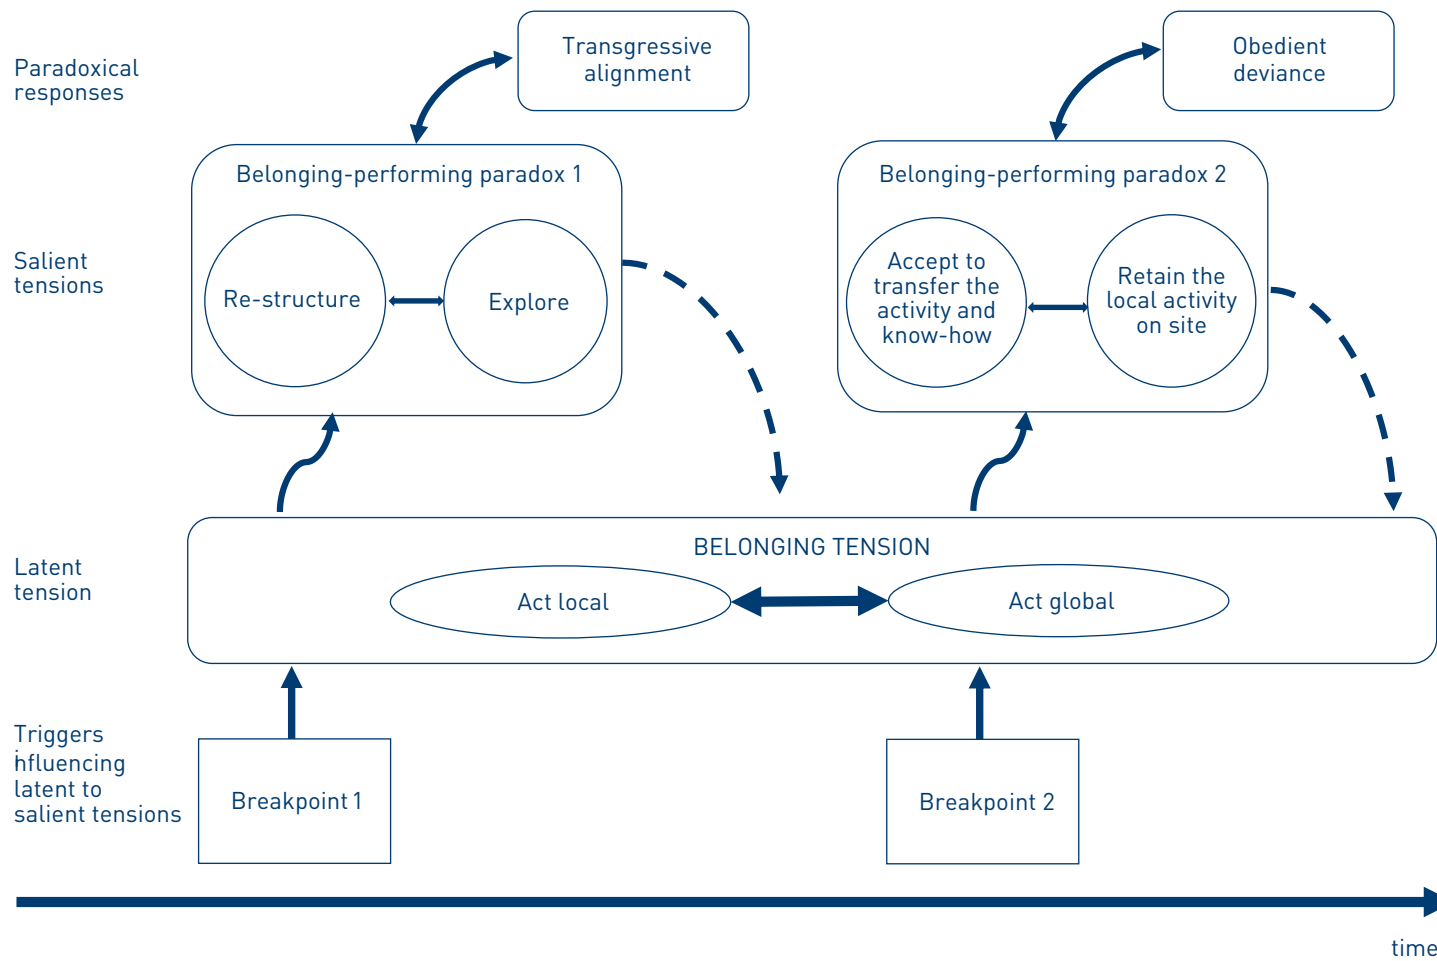 Paradoxical
responses
Transgressive
alignment
Obedient
deviance
Salient
tensions
Belonging-performing paradox 1
Re-structure
Explore
Belonging-performing paradox 2
Accept to
transfer the
activity and
know-how
Retain the
local activity
on site
Latent
tension
BELONGING TENSION
Act local
Act global
Triggers
influencing
latent to
salient tensions
Breakpoint 1
Breakpoint 2
time